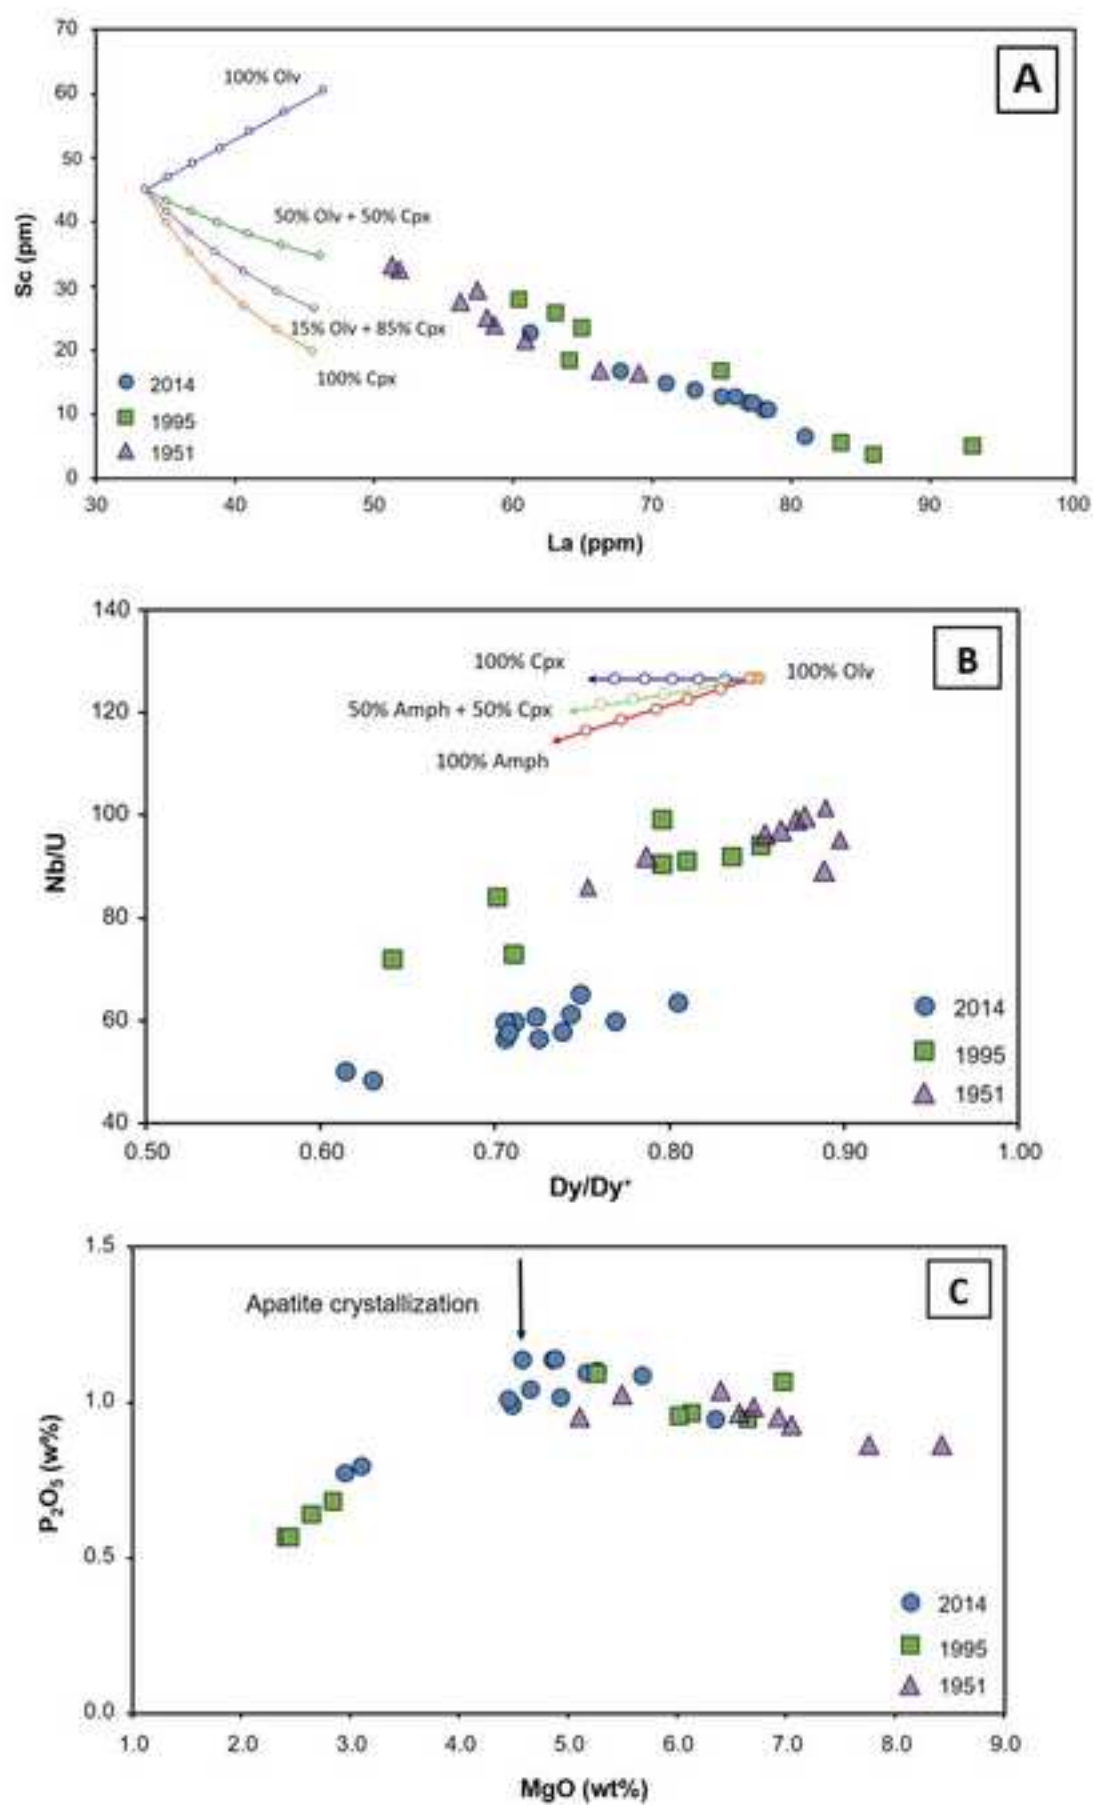 70
A
100% Olv
60
50
50% Olv + 50% Cpx
40
Sc (pm)
30
15% Olv + 85% Cpx
20
100% Cpx
2014
10
1995
1951
0
30 40 50 60 70 80 90 100
La (ppm)
140
B
100% Cpx
100% Olv
120
50% Amph + 50% Cpx
100% Amph
100
Nb/U
80
60
2014
1995
1951
40
0.50 0.60 0.70 0.80 0.90 1.00
Dy/Dy*
1.5
C
Apatite crystallization
1.0
P₂O₅ (w%)
0.5
2014
1995
1951
0.0
1.0 2.0 3.0 4.0 5.0 6.0 7.0 8.0 9.0
MgO (wt%)